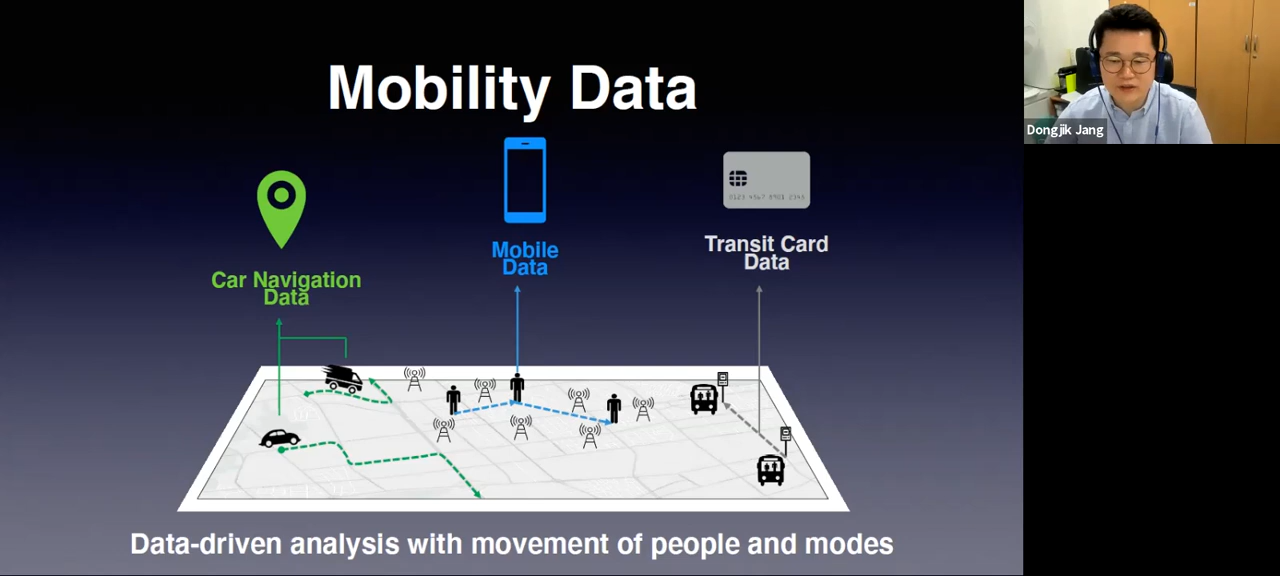 Mobility Data
Dongjik Jang
Car Navigation
Data
Mobile
Data
Transit Card
Data
Data-driven analysis with movement of people and modes